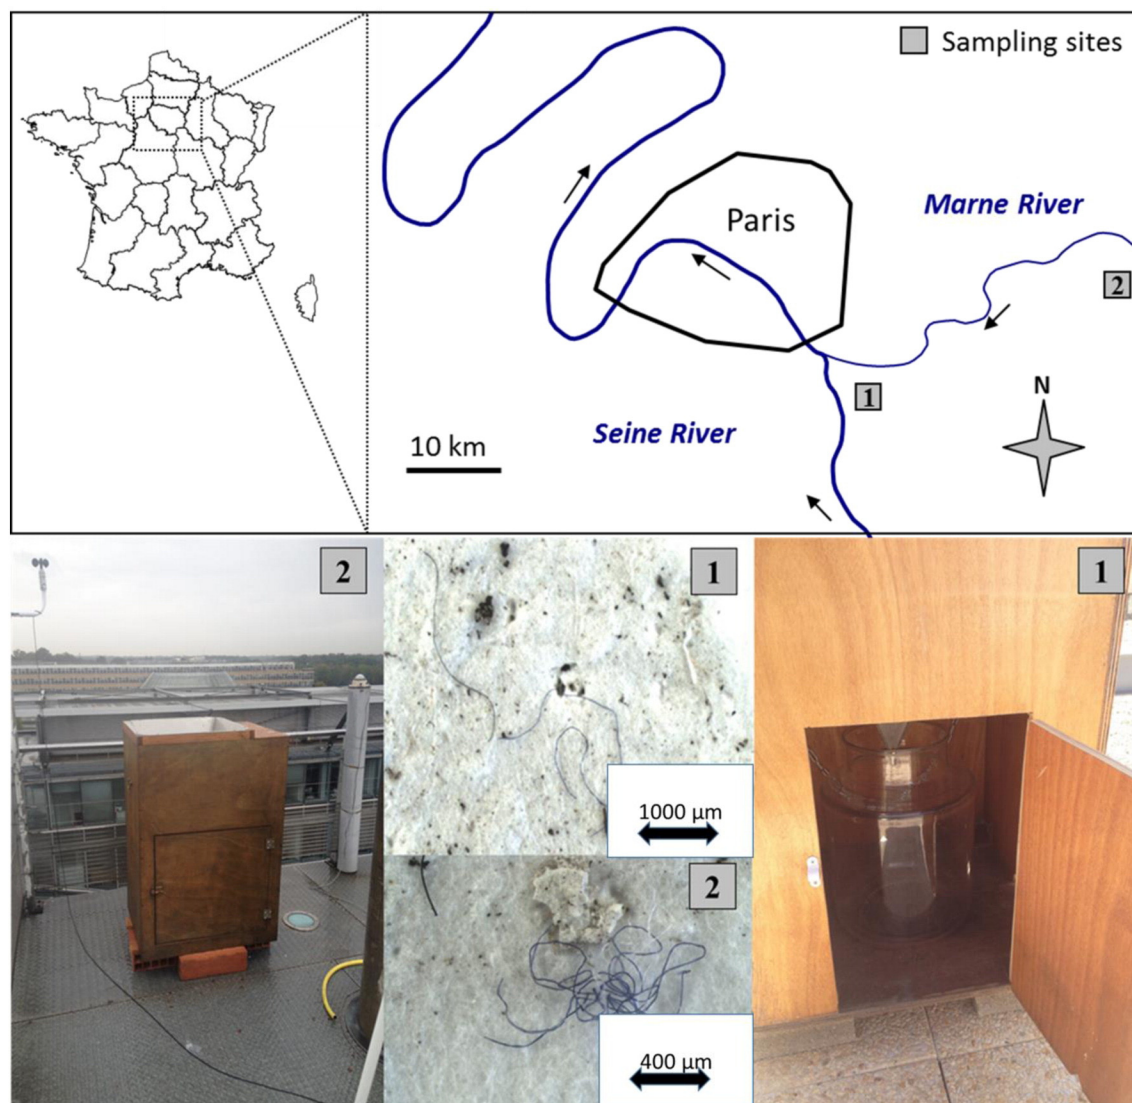 Sampling sites
Marne River
Paris
2
1
Seine River
N
10 km
2
1
1
1000 µm
2
400 µm